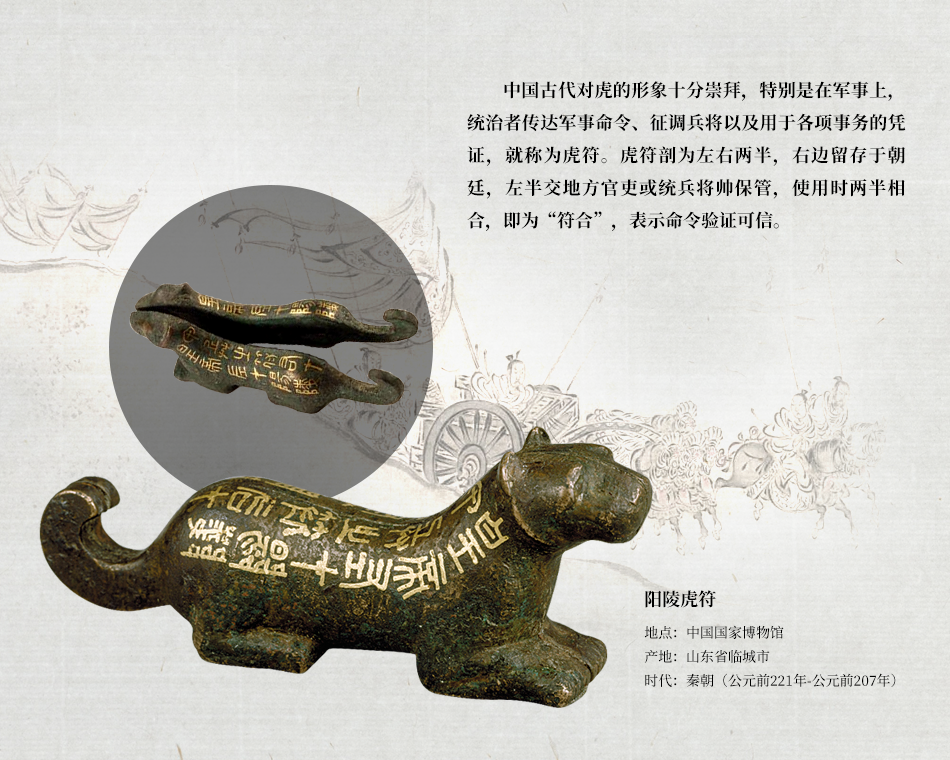 中国古代对虎的形象十分崇拜，特别是在军事上，
统治者传达军事命令、征调兵将以及用于各项事务的凭
证，就称为虎符。虎符剖为左右两半，右边留存于朝
廷，左半交地方官吏或统兵将帅保管，使用时两半相
合，即为“符合”，表示命令验证可信。
阳陵虎符
地点：中国国家博物馆
产地：山东省临城市
时代：秦朝（公元前221年-公元前207年）